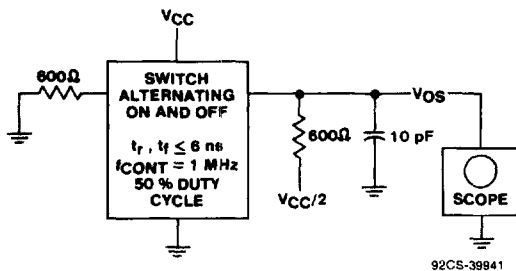 VCC
600Ω
SWITCH
ALTERNATING
ON AND OFF
tr , tf ≤ 6 ns
fCONT = 1 MHz
50 % DUTY
CYCLE
600Ω
10 pF
VOS
VCC/2
SCOPE
92CS-39941